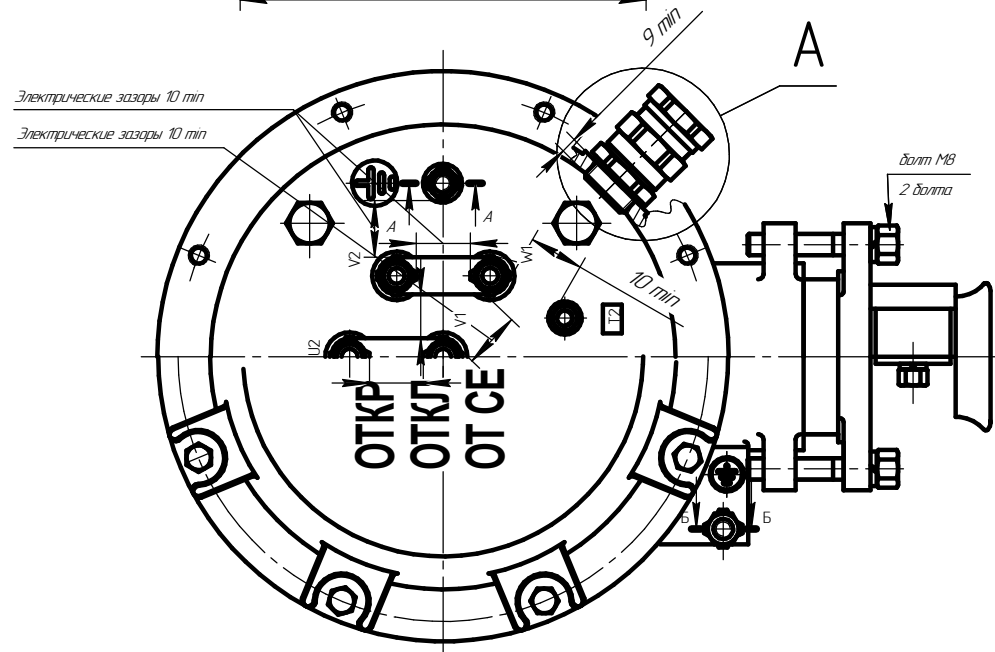 9 min
А
Электрические зазоры 10 min
Электрические зазоры 10 min
болт М8
2 болта
А
А
V2
W1
10 min
V1
T2
U2
ОТКР
ОТКЛ
ОТ СЕ
Б
Б